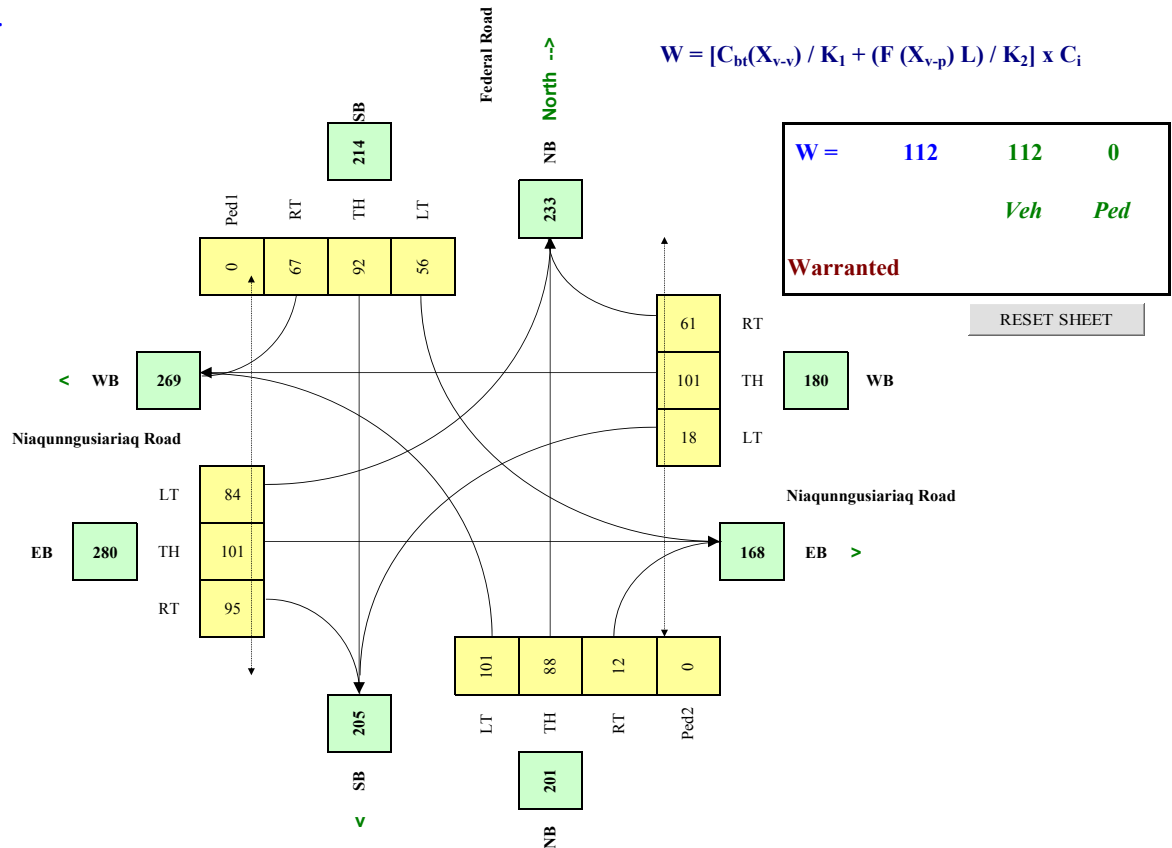 Federal Road
North -->
W = [Cbt(Xv-v) / K1 + (F (Xv-p) L) / K2] x Ci
SB
214
NB
233
W = 112 112 0
Veh Ped
Warranted
RESET SHEET
Ped1 RT TH LT
0 67 92 56
61 RT
101 TH
18 LT
180 WB
< WB 269
Niaqunngusiariaq Road
LT 84
TH 101
RT 95
EB 280
Niaqunngusiariaq Road
168 EB >
101 88 12 0
LT TH RT Ped2
205
SB
<
201
NB